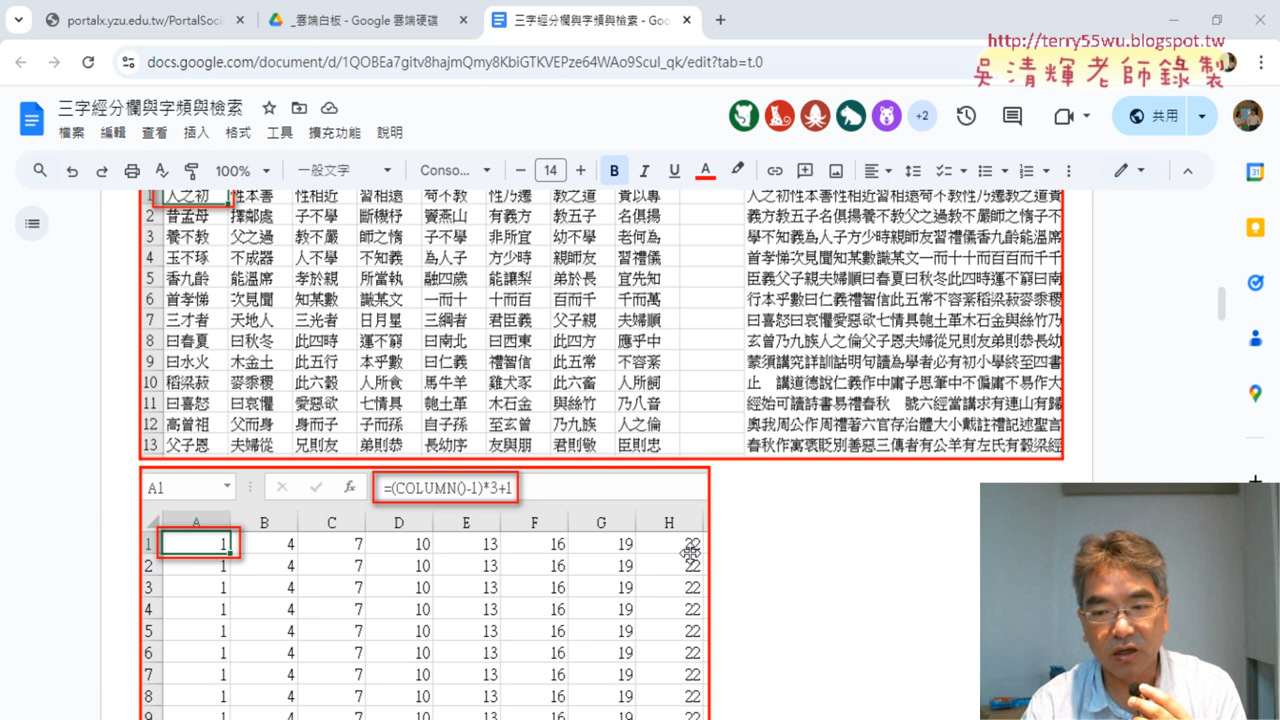 portalx.yzu.edu.tw/PortalSoci
_雲端白板 - Google 雲端硬碟
三字經分欄與字頻與檢索 - Goo
http://terry55wu.blogspot.tw
docs.google.com/document/d/1QOBEa7gitv8hajmQmy8KbiGTKVEPze64WAo9Scul_qk/edit?tab=t.0
吳清輝老師錄製
三字經分欄與字頻與檢索
檔案 編輯 查看 插入 格式 工具 擴充功能 說明
+2
共用
100% 一般文字 Conso... 14 B I U A
1 人之初 性本善 性相近 習相遠 苟不教 性乃遷 教之道 貴以專 人之初性本善性相近習相遠苟不教性乃遷教之道貴
2 昔孟母 擇鄰處 子不學 斷機杼 竇燕山 有義方 教五子 名俱揚 義方教五子名俱揚養不教父之過教不嚴師之惰子不
3 養不教 父之過 教不嚴 師之惰 子不學 非所宜 幼不學 老何為 學不知義為人子方少時親師友習禮儀香九齡能溫席
4 玉不琢 不成器 人不學 不知義 為人子 方少時 親師友 習禮儀 首孝悌次見聞知某數識某文一而十十而百百而千千
5 香九齡 能溫席 孝於親 所當執 融四歲 能讓梨 弟於長 宜先知 臣義父子親夫婦順曰春夏曰秋冬此四時運不窮曰南
6 首孝悌 次見聞 知某數 識某文 一而十 十而百 百而千 千而萬 行本乎數曰仁義禮智信此五常不容紊稻粱菽麥黍稷
7 三才者 天地人 三光者 日月星 三綱者 君臣義 父子親 夫婦順 曰喜怒曰哀懼愛惡欲七情具匏土革木石金與絲竹乃
8 曰春夏 曰秋冬 此四時 運不窮 曰南北 曰西東 此四方 應乎中 玄曾乃九族人之倫父子恩夫婦從兄則友弟則恭長幼
9 曰水火 木金土 此五行 本乎數 曰仁義 禮智信 此五常 不容紊 蒙須講究詳訓詁明句讀為學者必有初小學終至四書
10 稻粱菽 麥黍稷 此六穀 人所食 馬牛羊 雞犬豕 此六畜 人所飼 止 講道德說仁義作中庸子思筆中不偏庸不易作大
11 曰喜怒 曰哀懼 愛惡欲 七情具 匏土革 木石金 與絲竹 乃八音 經始可讀詩書易禮春秋 號六經當講求有連山有歸
12 高曾祖 父而身 身而子 子而孫 自子孫 至玄曾 乃九族 人之倫 奧我周公作周禮著六官存治體大小戴註禮記述聖言
13 父子恩 夫婦從 兄則友 弟則恭 長幼序 友與朋 君則敬 臣則忠 春秋作寓褒貶別善惡三傳者有公羊有左氏有穀梁經
A1 fx =(COLUMN()-1)*3+1
A B C D E F G H
1 1 4 7 10 13 16 19 22
2 1 4 7 10 13 16 19 22
3 1 4 7 10 13 16 19 22
4 1 4 7 10 13 16 19 22
5 1 4 7 10 13 16 19 22
6 1 4 7 10 13 16 19 22
7 1 4 7 10 13 16 19 22
8 1 4 7 10 13 16 19 22
9 1 4 7 10 13 16 19 22